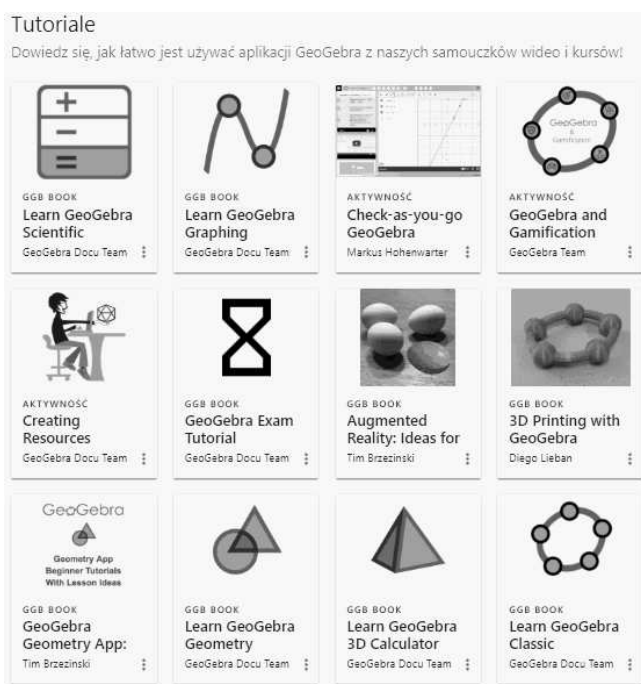 Tutoriale
Dowiedz się, jak łatwo jest używać aplikacji GeoGebra z naszych samouczków wideo i kursów!
GGB BOOK
Learn GeoGebra
Scientific
GeoGebra Docu Team
GGB BOOK
Learn GeoGebra
Graphing
GeoGebra Docu Team
AKTYWNOŚĆ
Check-as-you-go
GeoGebra
Markus Hohenwarter
GeoGebra
&
Gamification
AKTYWNOŚĆ
GeoGebra and
Gamification
GeoGebra Team
AKTYWNOŚĆ
Creating
Resources
GeoGebra Docu Team
GGB BOOK
GeoGebra Exam
Tutorial
GeoGebra Docu Team
GGB BOOK
Augmented
Reality: Ideas for
Tim Brzezinski
GGB BOOK
3D Printing with
GeoGebra
Diego Lieban
GeoGebra
Geometry App
Beginner Tutorials
With Lesson Ideas
GGB BOOK
GeoGebra
Geometry App:
Tim Brzezinski
GGB BOOK
Learn GeoGebra
Geometry
GeoGebra Docu Team
GGB BOOK
Learn GeoGebra
3D Calculator
GeoGebra Docu Team
GGB BOOK
Learn GeoGebra
Classic
GeoGebra Docu Team